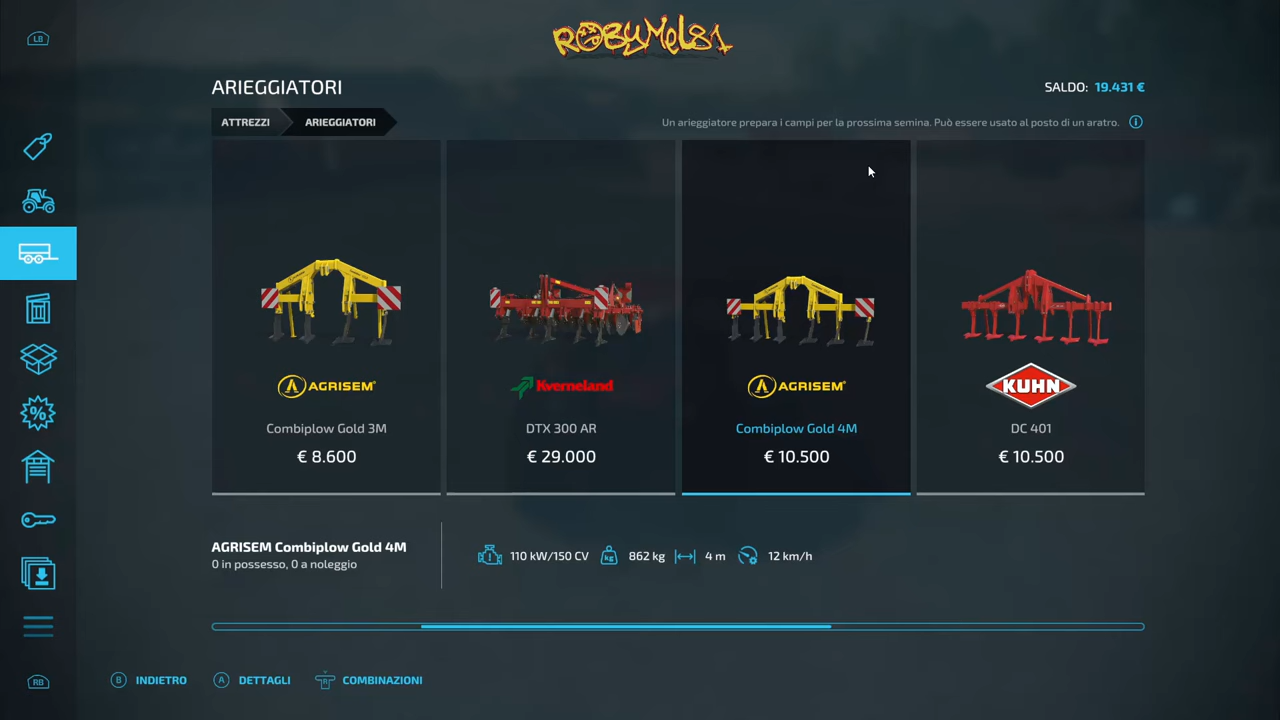 LB
ROBYMEL81
ARIEGGIATORI
SALDO: 19.431 €
ATTREZZI
ARIEGGIATORI
Un arieggiatore prepara i campi per la prossima semina. Può essere usato al posto di un aratro.
AGRISEM
Kverneland
AGRISEM
KUHN
Combiplow Gold 3M
DTX 300 AR
Combiplow Gold 4M
DC 401
€ 8.600
€ 29.000
€ 10.500
€ 10.500
AGRISEM Combiplow Gold 4M
0 in possesso, 0 a noleggio
110 kW/150 CV
862 kg
4 m
12 km/h
RB
B INDIETRO
A DETTAGLI
R COMBINAZIONI